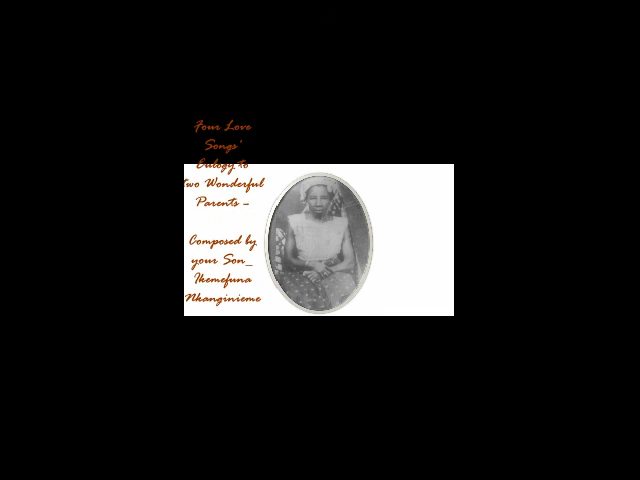 Four Love
Songs'
Eulogy to
two Wonderful
Parents –
Composed by
your Son_
Ikemefuna
Nkanginieme